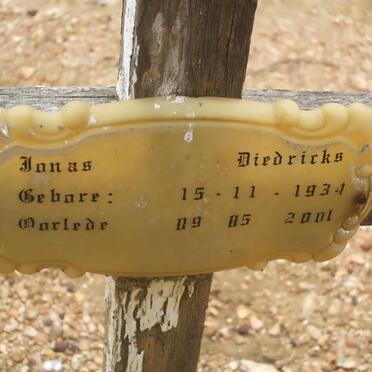 ✝
Jonas Diedricks
Gebore: 15 - 11 - 1934
Oorlede 09 05 2001